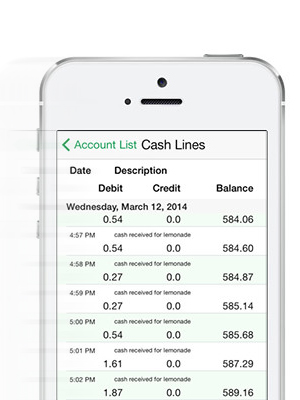 Account List Cash Lines
Date Description
Debit Credit Balance
Wednesday, March 12, 2014
0.54 0.0 584.06
4:57 PM cash received for lemonade
0.54 0.0 584.60
4:58 PM cash received for lemonade
0.27 0.0 584.87
4:59 PM cash received for lemonade
0.27 0.0 585.14
5:00 PM cash received for lemonade
0.54 0.0 585.68
5:01 PM cash received for lemonade
1.61 0.0 587.29
5:02 PM cash received for lemonade
1.87 0.0 589.16